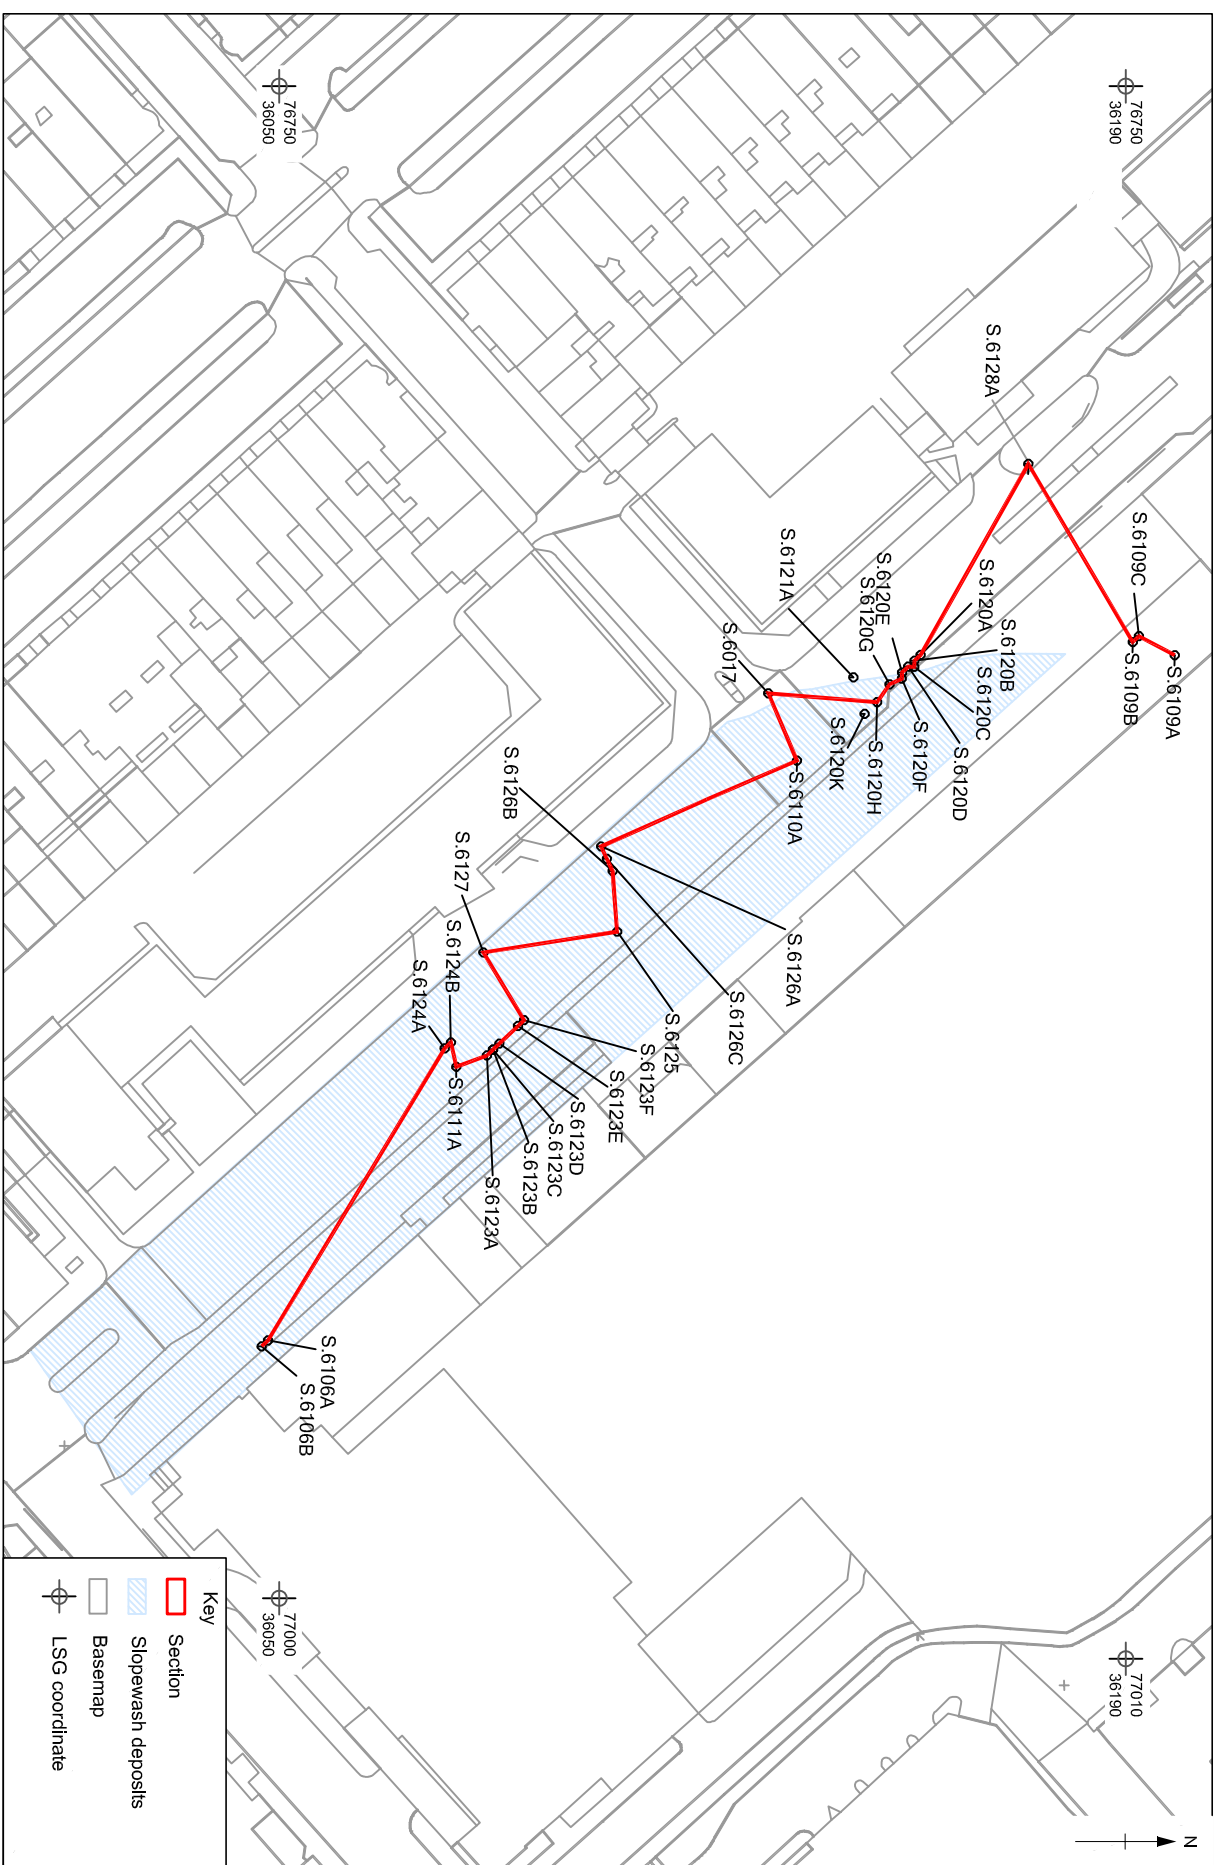 76750
36050
76750
36190
S.6128A
S.6109C
S.6109A
S.6109B
S.6121A
S.6120E
S.6120G
S.6120A
S.6120B
S.6120C
S.6120D
S.6120F
S.6120H
S.6120K
S.6017
S.6110A
S.6126B
S.6126A
S.6126C
S.6127
S.6125
S.6124B
S.6124A
S.6123F
S.6123E
S.6123D
S.6123C
S.6123B
S.6123A
S.6111A
S.6106A
S.6106B
77000
36050
77010
36190
N
Key
Section
Slopewash deposits
Basemap
LSG coordinate